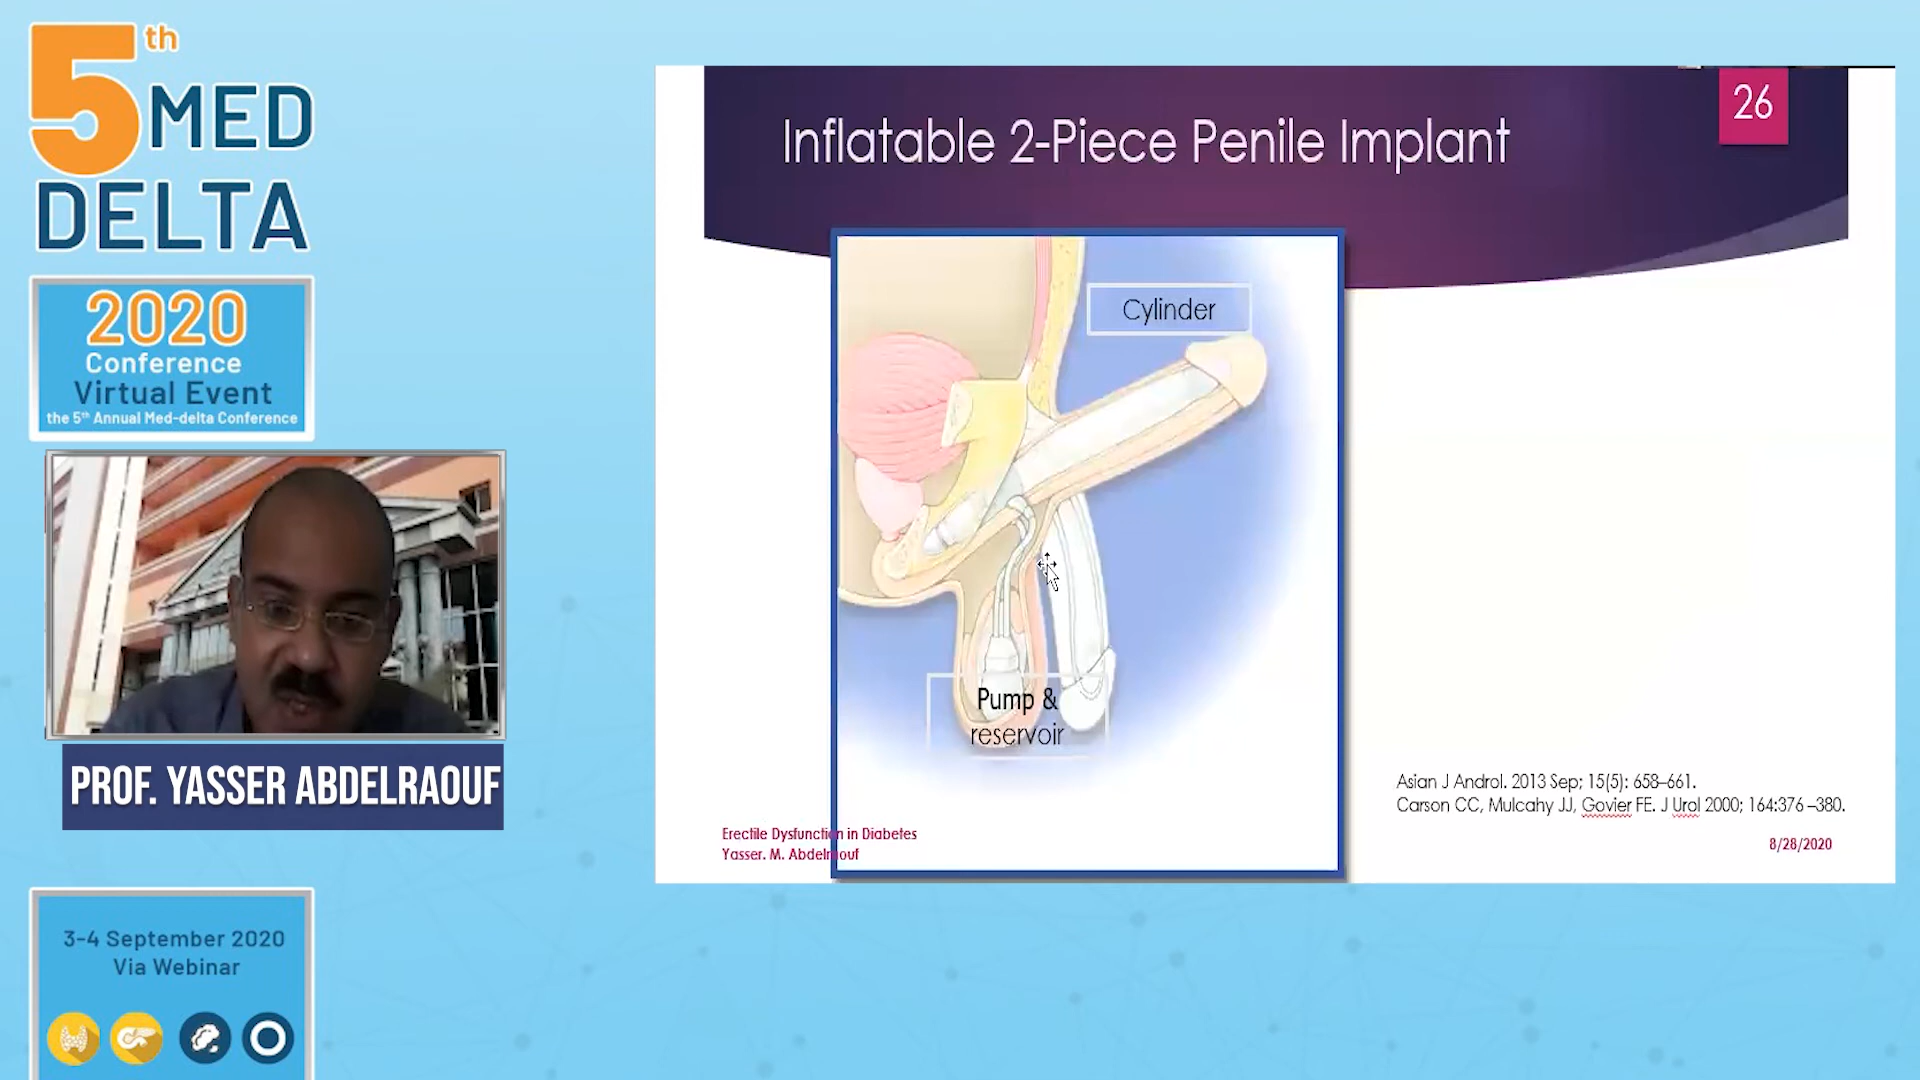 5th MED
DELTA
2020
Conference
Virtual Event
the 5th Annual Med-delta Conference
PROF. YASSER ABDELRAOUF
3-4 September 2020
Via Webinar
26
Inflatable 2-Piece Penile Implant
Cylinder
Pump &
reservoir
Asian J Androl. 2013 Sep; 15(5): 658–661.
Carson CC, Mulcahy JJ, Govier FE. J Urol 2000; 164:376 –380.
Erectile Dysfunction in Diabetes
Yasser. M. Abdelraouf
8/28/2020